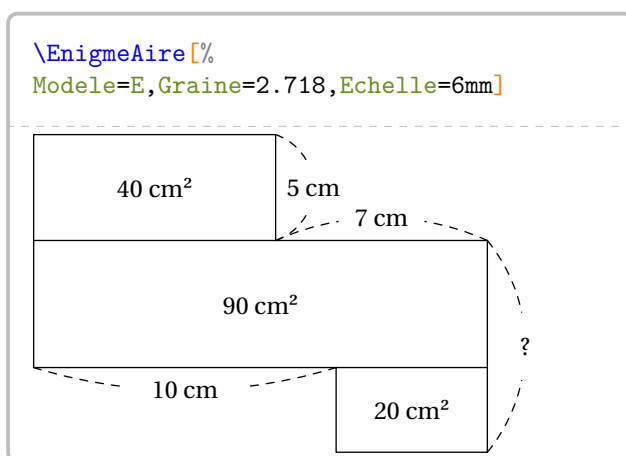 \EnigmeAire[%
Modele=E,Graine=2.718,Echelle=6mm]
40 cm²
5 cm
7 cm
90 cm²
?
10 cm
20 cm²